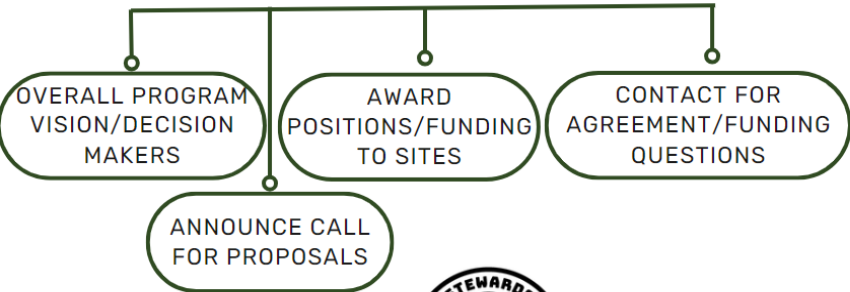 OVERALL PROGRAM
VISION/DECISION
MAKERS
AWARD
POSITIONS/FUNDING
TO SITES
CONTACT FOR
AGREEMENT/FUNDING
QUESTIONS
ANNOUNCE CALL
FOR PROPOSALS